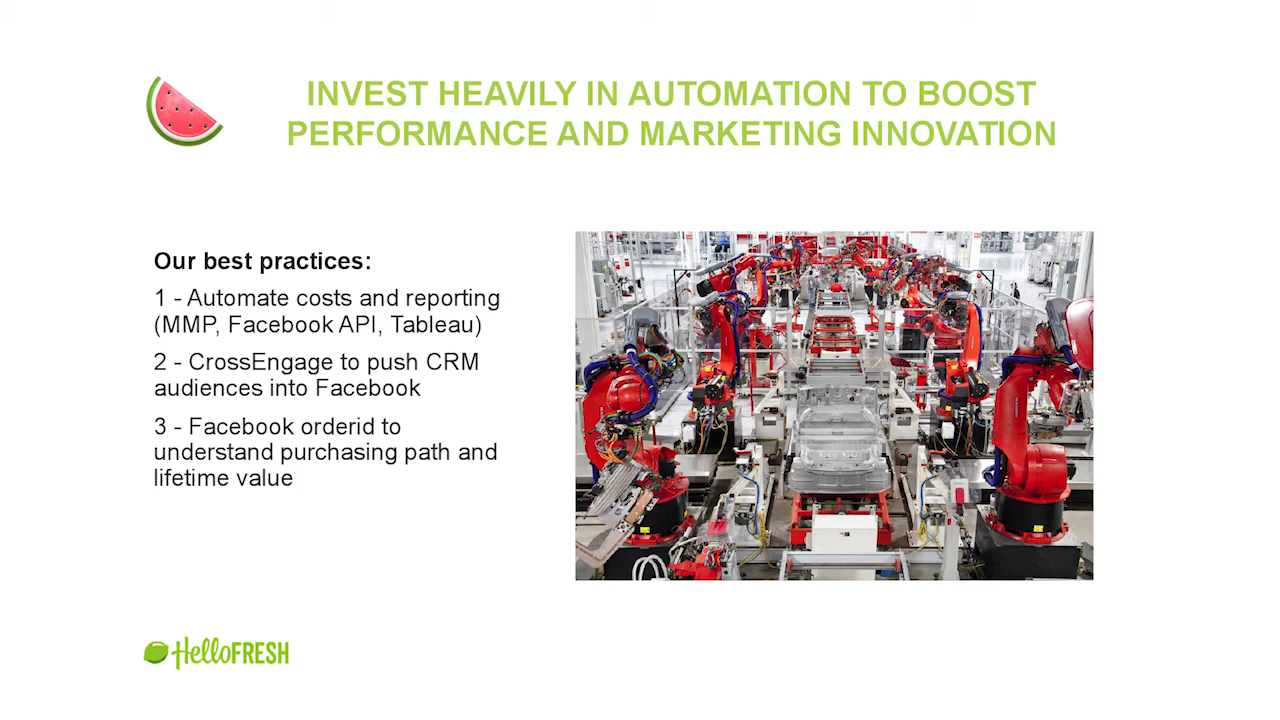 INVEST HEAVILY IN AUTOMATION TO BOOST
PERFORMANCE AND MARKETING INNOVATION
Our best practices:
1 - Automate costs and reporting
(MMP, Facebook API, Tableau)
2 - CrossEngage to push CRM
audiences into Facebook
3 - Facebook orderid to
understand purchasing path and
lifetime value
HelloFRESH